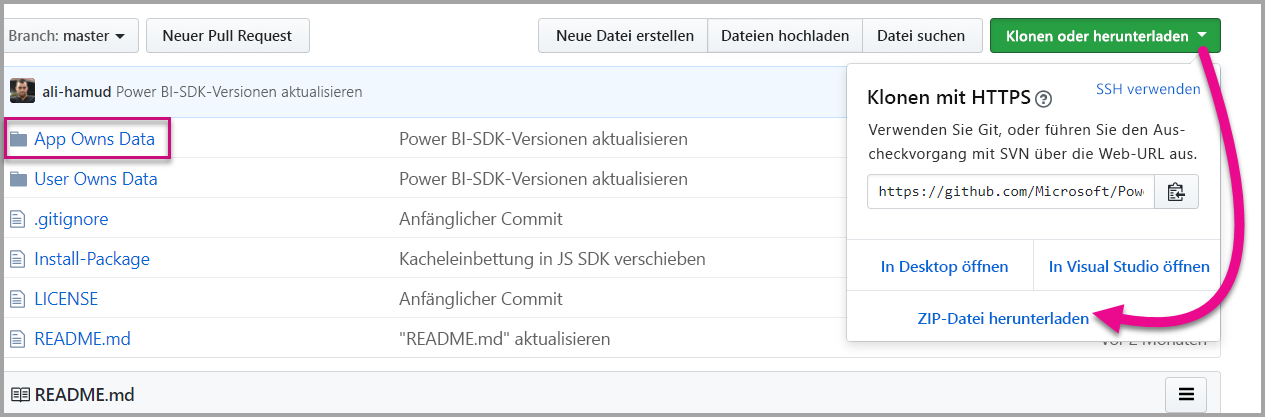 Branch: master
Neuer Pull Request
Neue Datei erstellen
Dateien hochladen
Datei suchen
Klonen oder herunterladen
ali-hamud Power BI-SDK-Versionen aktualisieren
App Owns Data Power BI-SDK-Versionen aktualisieren
User Owns Data Power BI-SDK-Versionen aktualisieren
.gitignore Anfänglicher Commit
Install-Package Kacheleinbettung in JS SDK verschieben
LICENSE Anfänglicher Commit
README.md "README.md" aktualisieren
Klonen mit HTTPS
SSH verwenden
Verwenden Sie Git, oder führen Sie den Aus-
checkvorgang mit SVN über die Web-URL aus.
https://github.com/Microsoft/Pow
In Desktop öffnen
In Visual Studio öffnen
ZIP-Datei herunterladen
README.md